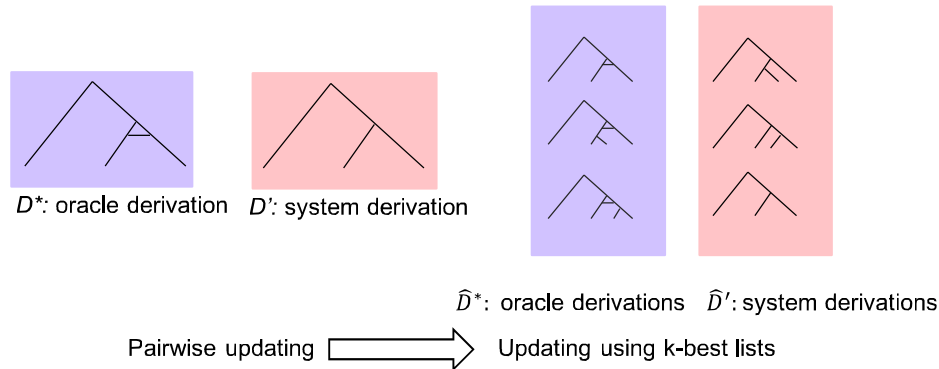 D*: oracle derivation
D': system derivation
D̂*: oracle derivations
D̂': system derivations
Pairwise updating
Updating using k-best lists